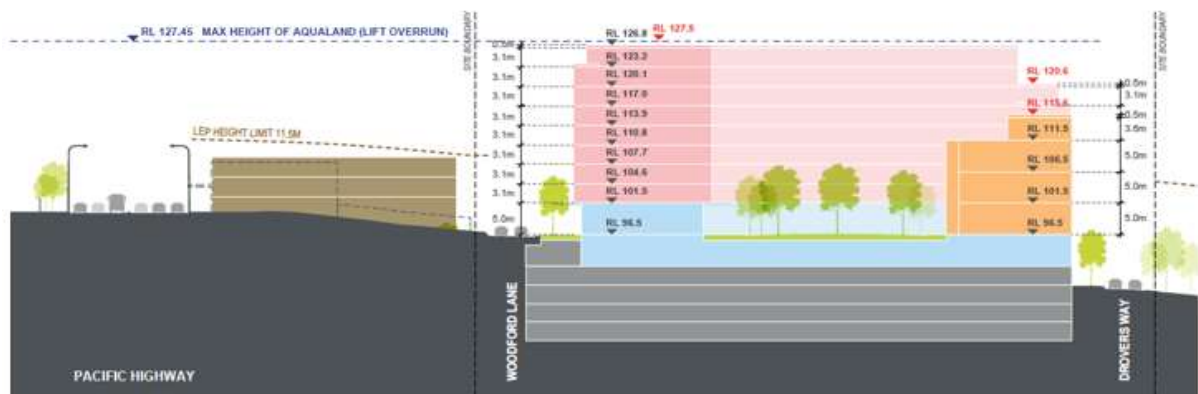 RL 127.45 MAX HEIGHT OF AQUALAND (LIFT OVERRUN)
SITE BOUNDARY
RL 126.8
RL 127.5
SITE BOUNDARY
0.5m
3.1m
3.1m
3.1m
3.1m
3.1m
3.1m
3.1m
3.1m
5.0m
RL 123.2
RL 120.1
RL 117.0
RL 113.9
RL 110.8
RL 107.7
RL 104.6
RL 101.5
RL 96.5
RL 120.6
RL 115.6
RL 111.5
RL 106.5
RL 101.5
RL 96.5
0.5m
3.1m
0.5m
3.6m
5.0m
5.0m
5.0m
LEP HEIGHT LIMIT 11.5M
PACIFIC HIGHWAY
WOODFORD LANE
DROVERS WAY